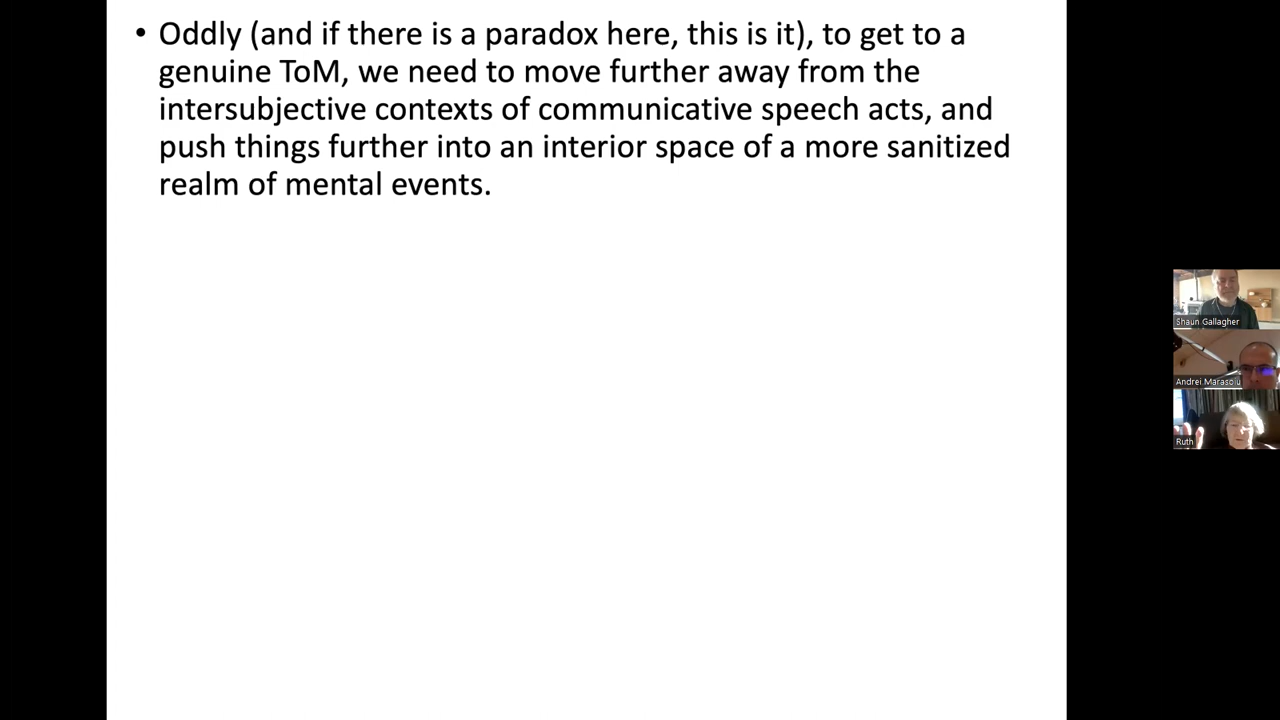 • Oddly (and if there is a paradox here, this is it), to get to a
genuine ToM, we need to move further away from the
intersubjective contexts of communicative speech acts, and
push things further into an interior space of a more sanitized
realm of mental events.
Shaun Gallagher
Andrei Marasoiu
Ruth